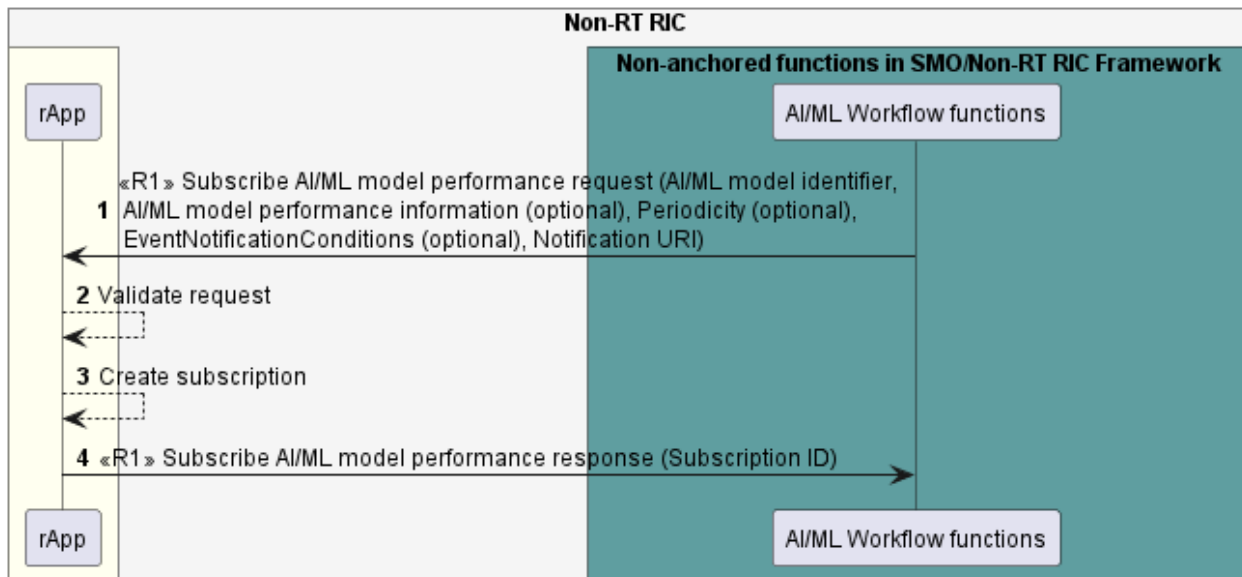 Non-RT RIC
Non-anchored functions in SMO/Non-RT RIC Framework
rApp
AI/ML Workflow functions
«R1» Subscribe AI/ML model performance request (AI/ML model identifier,
1 AI/ML model performance information (optional), Periodicity (optional),
EventNotificationConditions (optional), Notification URI)
2 Validate request
3 Create subscription
4 «R1» Subscribe AI/ML model performance response (Subscription ID)
rApp
AI/ML Workflow functions